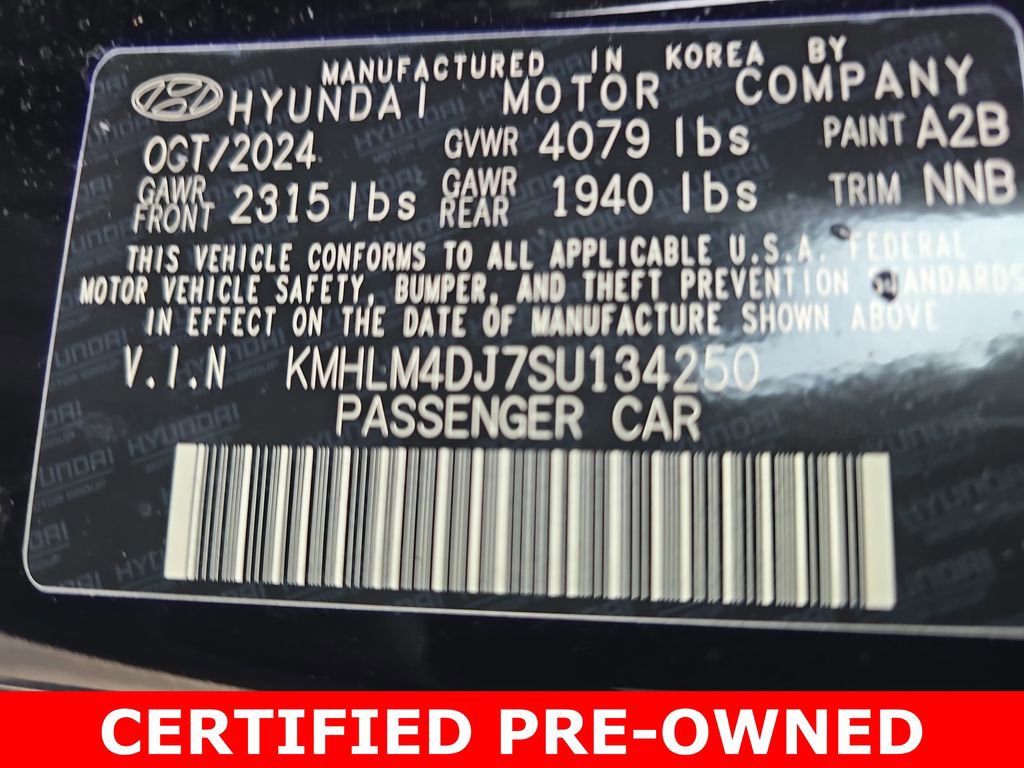 MANUFACTURED IN KOREA BY
HYUNDAI MOTOR COMPANY
OCT/2024 GVWR 4079 lbs PAINT A2B
GAWR FRONT 2315 lbs GAWR REAR 1940 lbs TRIM NNB
THIS VEHICLE CONFORMS TO ALL APPLICABLE U.S.A. FEDERAL
MOTOR VEHICLE SAFETY, BUMPER, AND THEFT PREVENTION STANDARDS
IN EFFECT ON THE DATE OF MANUFACTURE SHOWN ABOVE
V.I.N KMHLM4DJ7SU134250
PASSENGER CAR
CERTIFIED PRE-OWNED